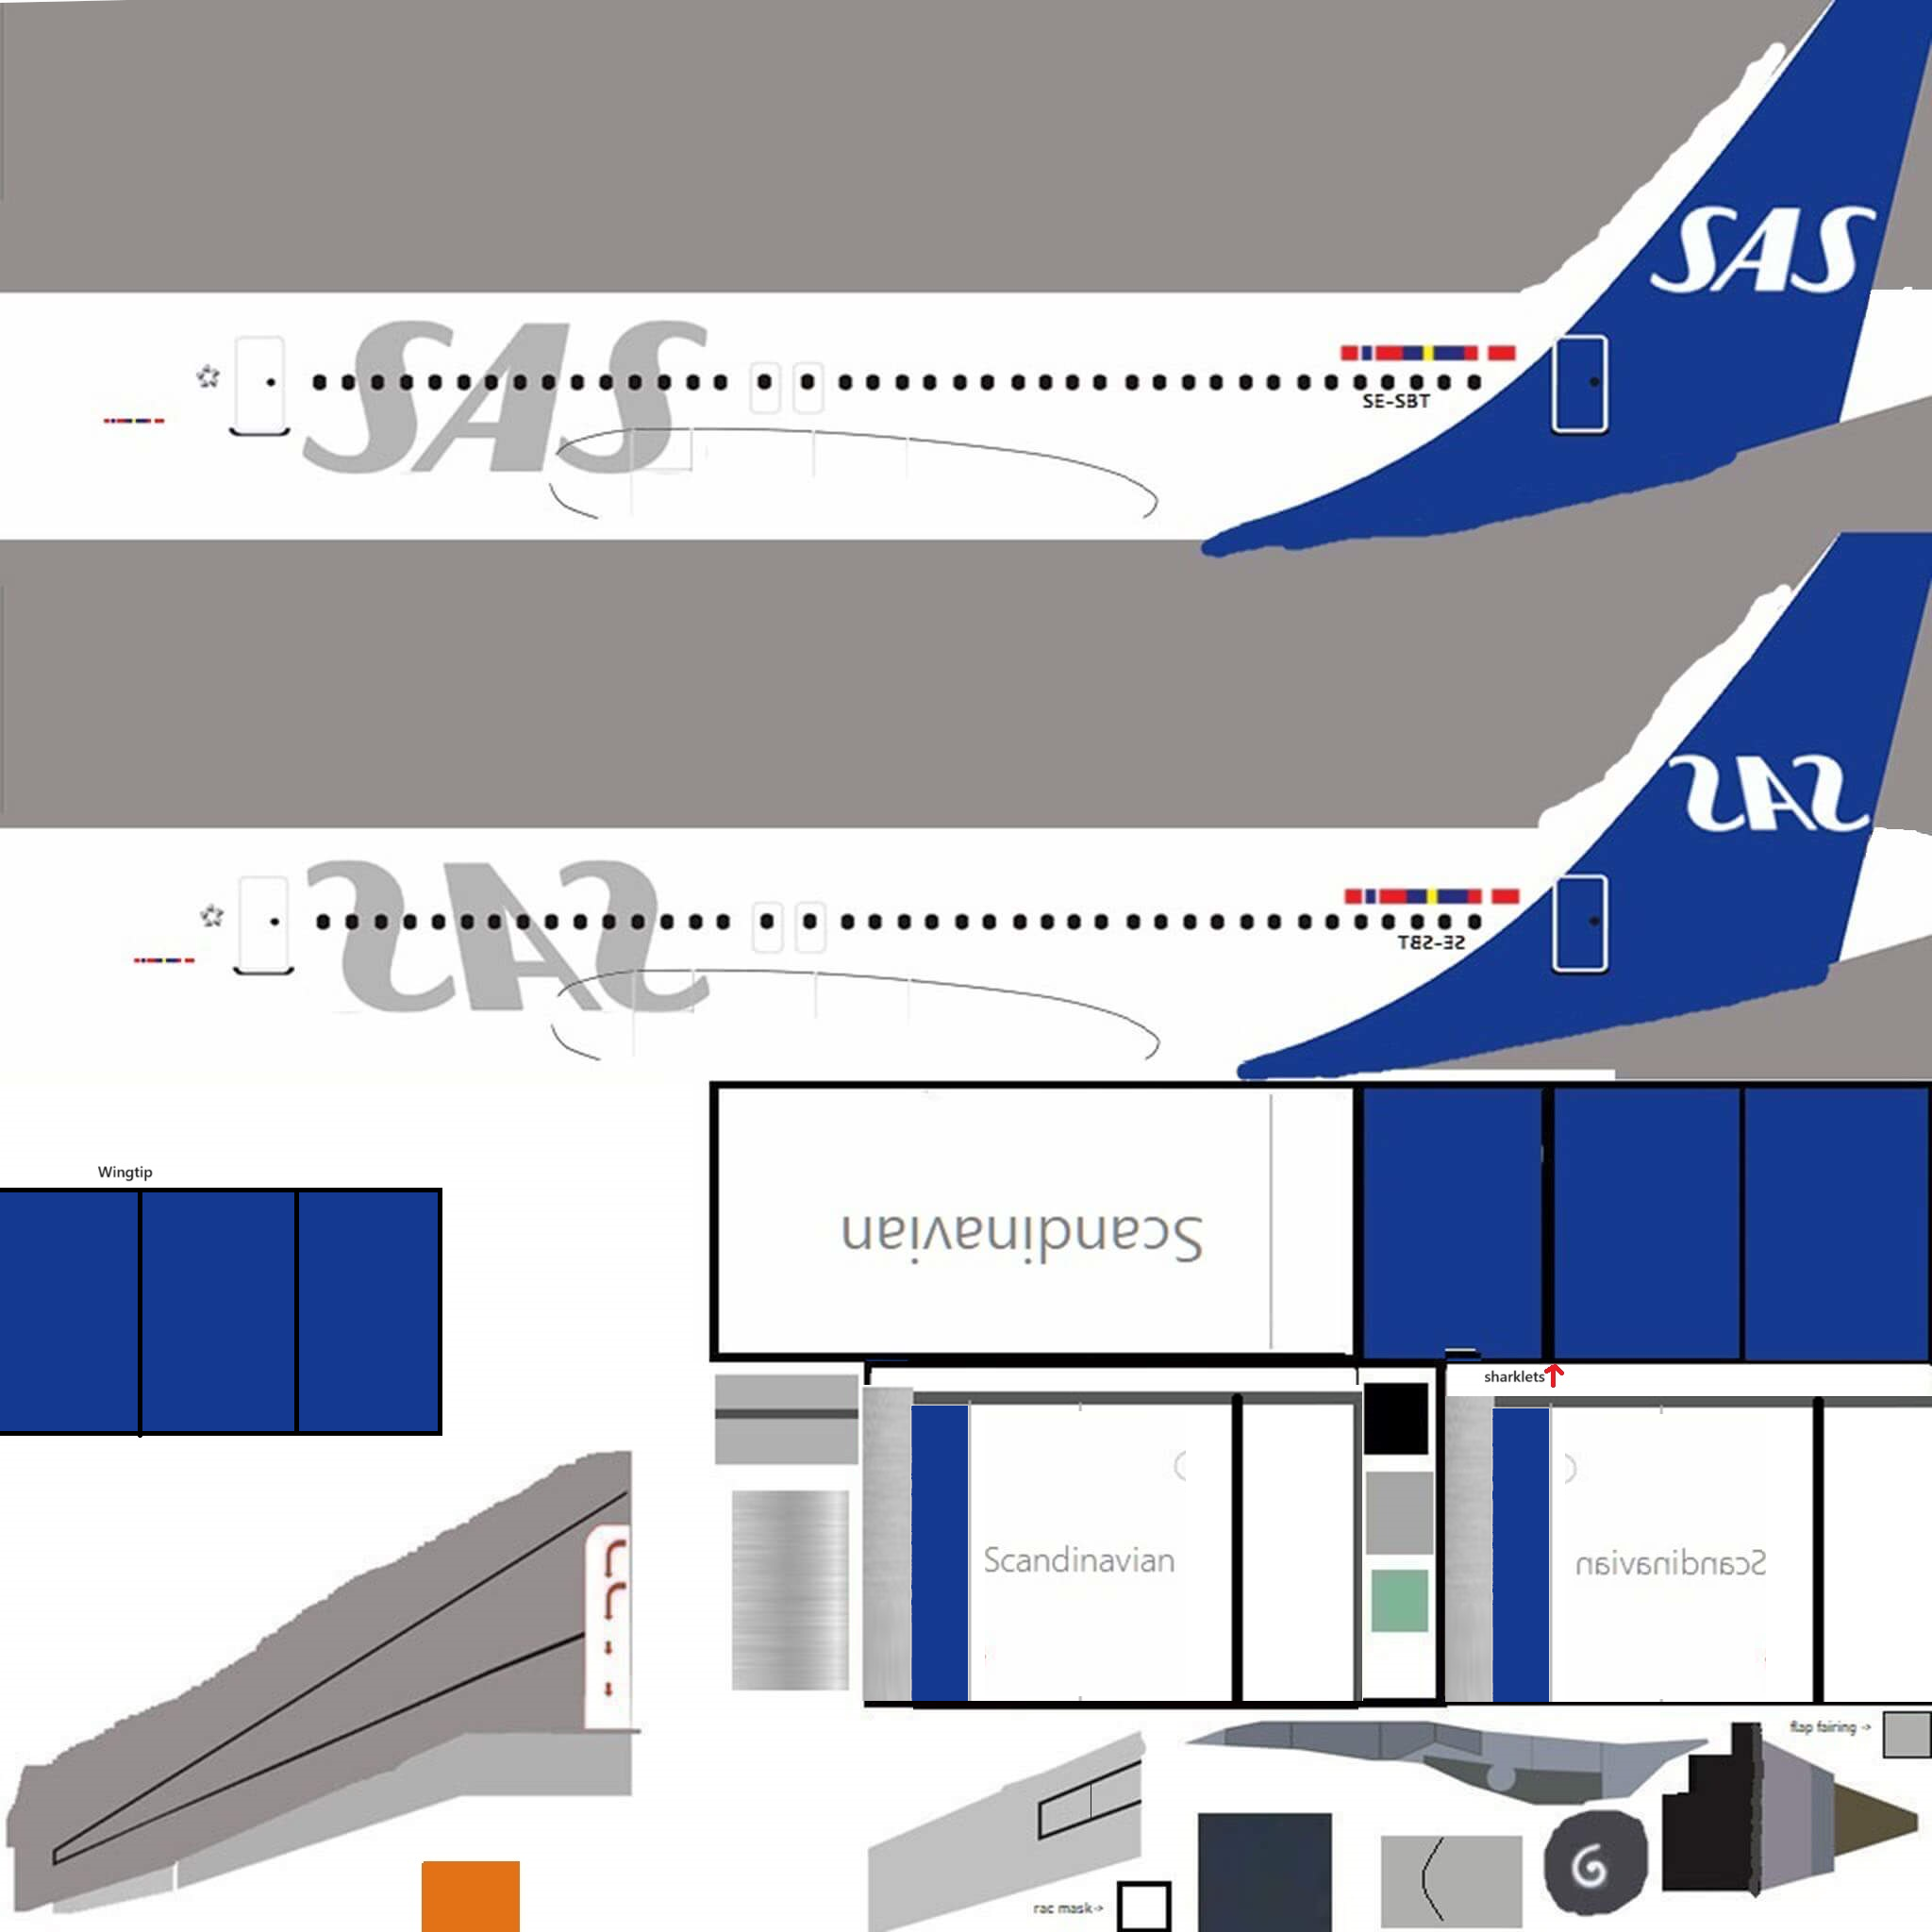 SAS
SAS
SE-SBT
SAS
SAS
SE-SBT
Scandinavian
Wingtip
sharklets
Scandinavian
Scandinavian
flap fairing ->
rac mask->